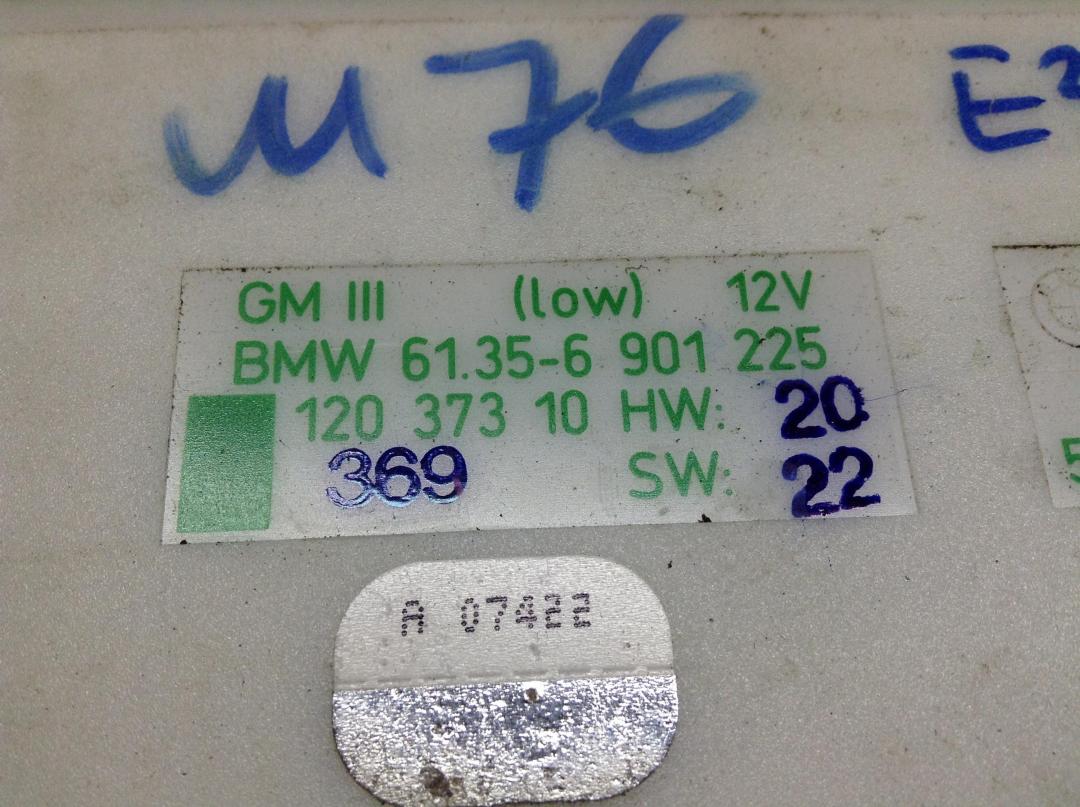 M76
GM III (low) 12V
BMW 61.35-6 901 225
120 373 10 HW: 20
369 SW: 22